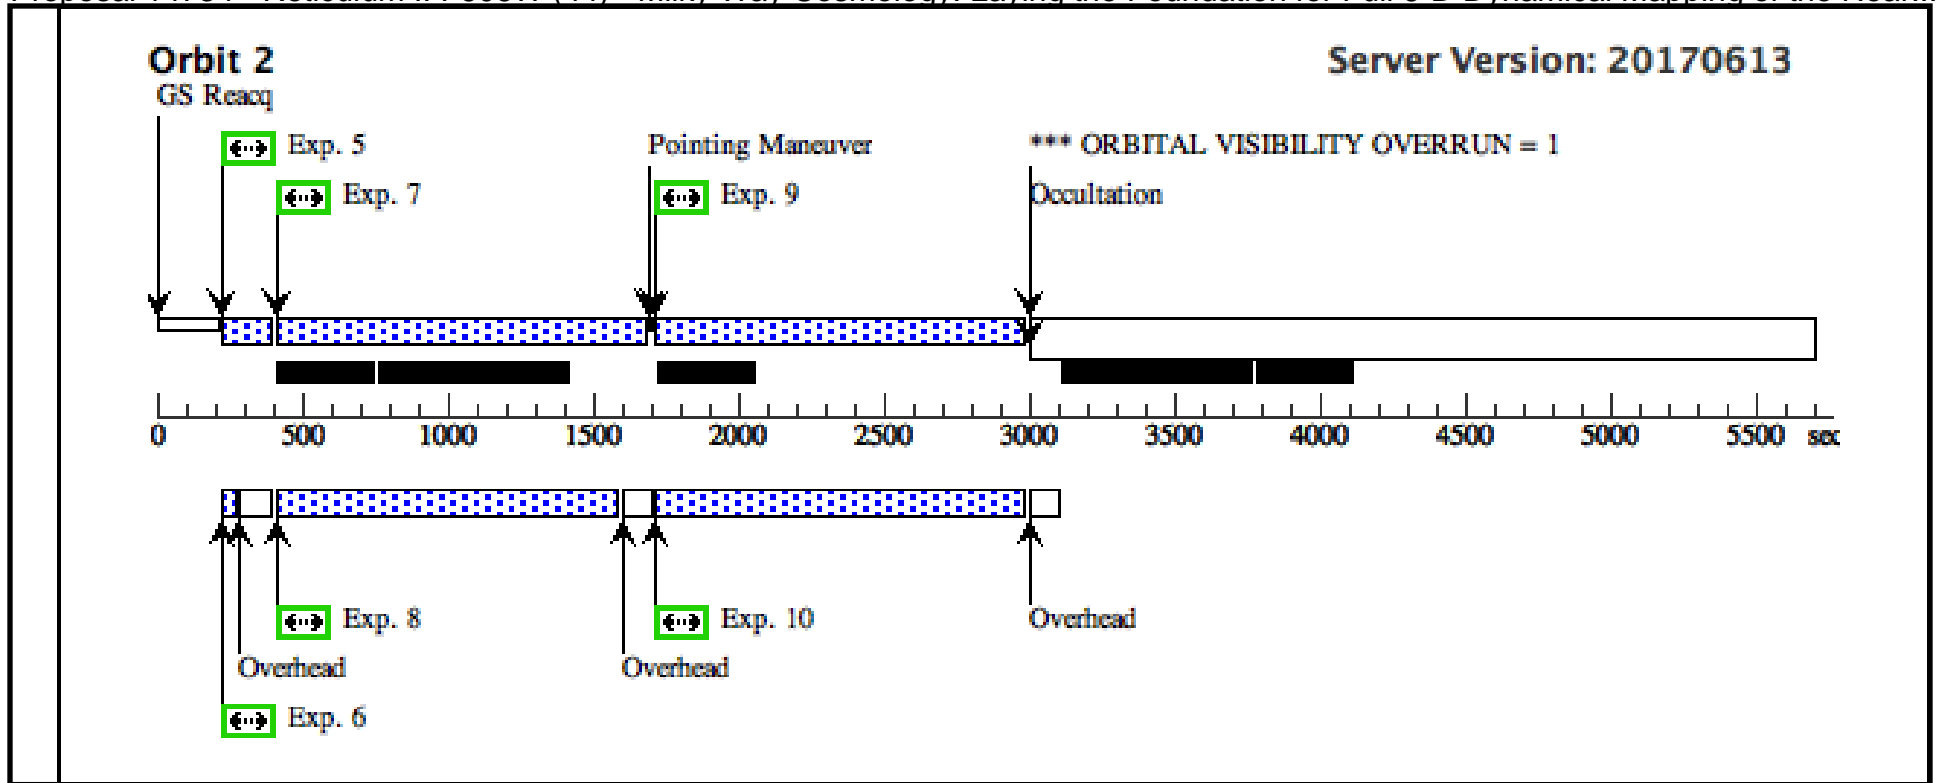 Orbit 2
Server Version: 20170613
GS Reacq
Exp. 5
Pointing Maneuver
*** ORBITAL VISIBILITY OVERRUN = 1
Exp. 7
Exp. 9
Occultation
0 500 1000 1500 2000 2500 3000 3500 4000 4500 5000 5500 sec
Exp. 8
Exp. 10
Overhead
Overhead
Overhead
Exp. 6